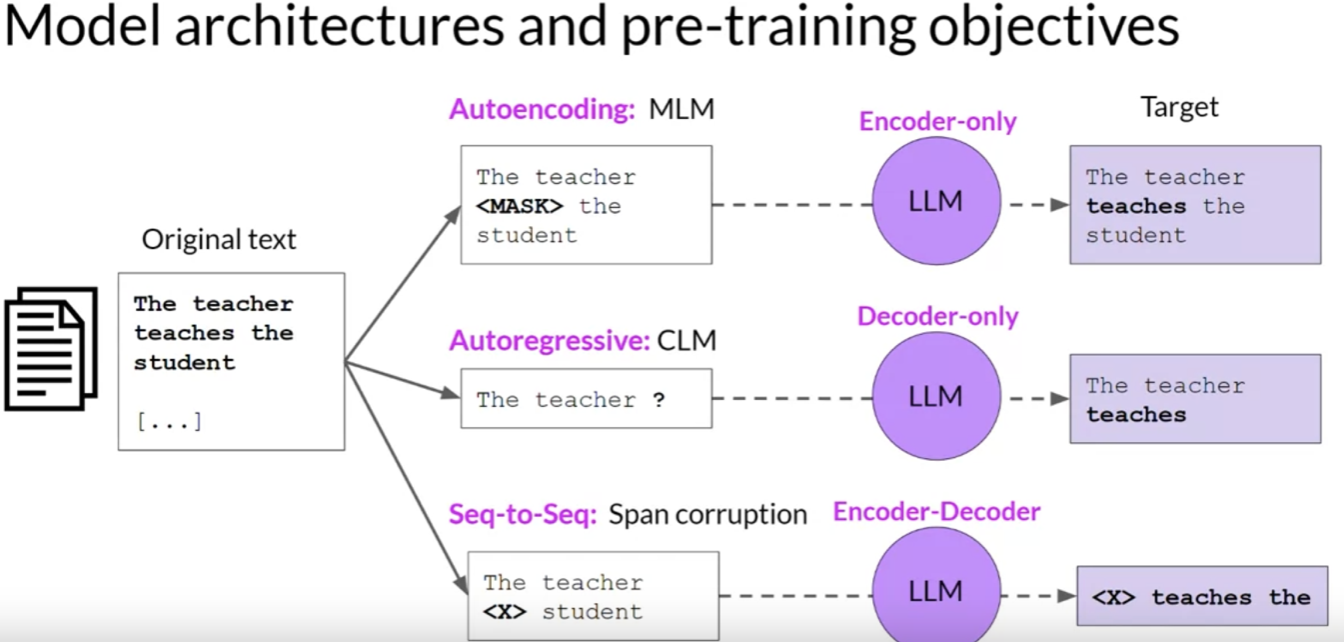 Model architectures and pre-training objectives
Original text
The teacher
teaches the
student
[...]
Autoencoding: MLM
The teacher
<MASK> the
student
Encoder-only
LLM
Target
The teacher
teaches the
student
Autoregressive: CLM
The teacher ?
Decoder-only
LLM
The teacher
teaches
Seq-to-Seq: Span corruption
The teacher
<X> student
Encoder-Decoder
LLM
<X> teaches the